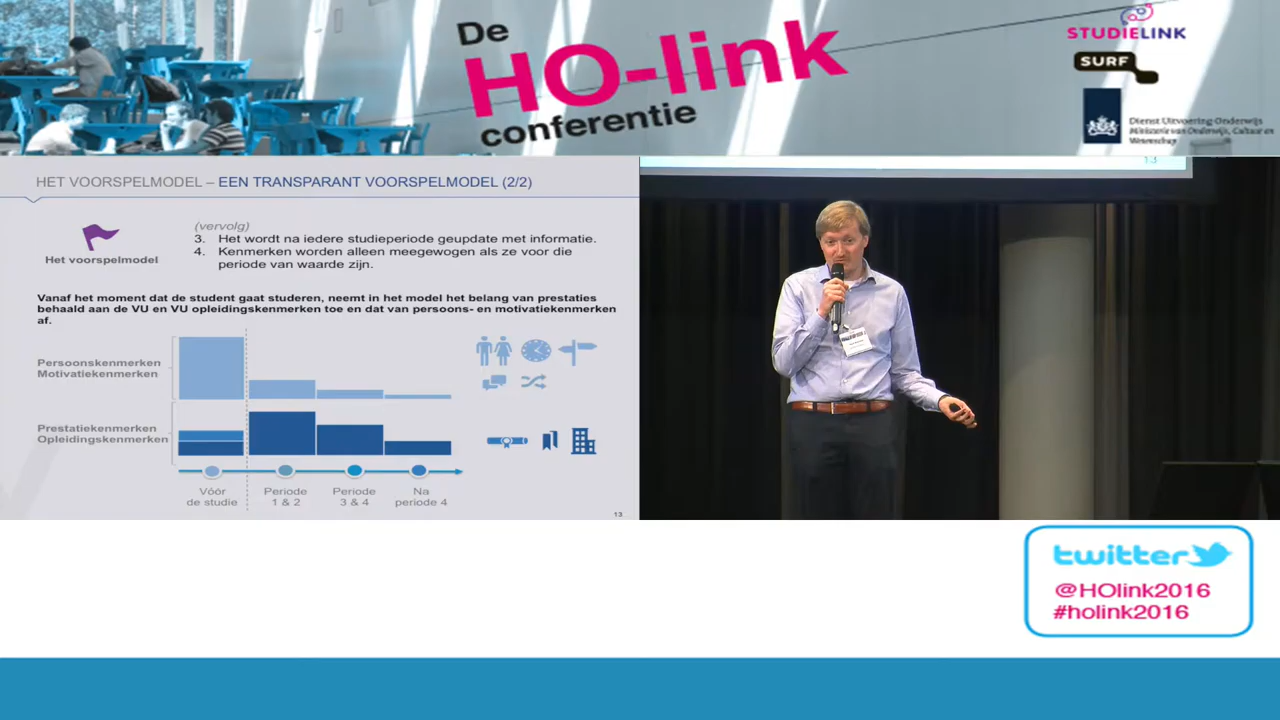 De
HO-link
conferentie
STUDIELINK
SURF
Dienst Uitvoering Onderwijs
Ministerie van Onderwijs, Cultuur en
Wetenschap
HET VOORSPELMODEL – EEN TRANSPARANT VOORSPELMODEL (2/2)
13
(vervolg)
3. Het wordt na iedere studieperiode geupdate met informatie.
4. Kenmerken worden alleen meegewogen als ze voor die
periode van waarde zijn.
Het voorspelmodel
Vanaf het moment dat de student gaat studeren, neemt in het model het belang van prestaties
behaald aan de VU en VU opleidingskenmerken toe en dat van persoons- en motivatiekenmerken
af.
Persoonskenmerken
Motivatiekenmerken
Prestatiekenmerken
Opleidingskenmerken
Vóór
de studie
Periode
1 & 2
Periode
3 & 4
Na
periode 4
13
twitter
@HOlink2016
#holink2016